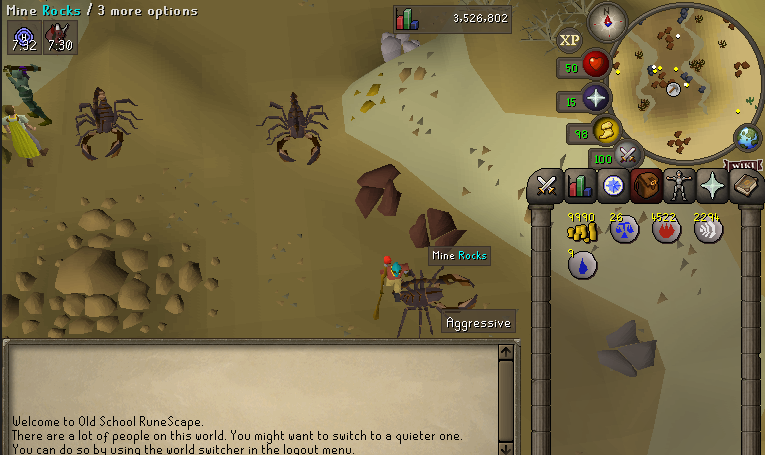 Mine Rocks / 3 more options
7:32
7:30
3,526,802
N
XP
50
15
98
100
WIKI
9990
26
4522
2294
9
Mine Rocks
Aggressive
Welcome to Old School RuneScape.
There are a lot of people on this world. You might want to switch to a quieter one.
You can do so by using the world switcher in the logout menu.